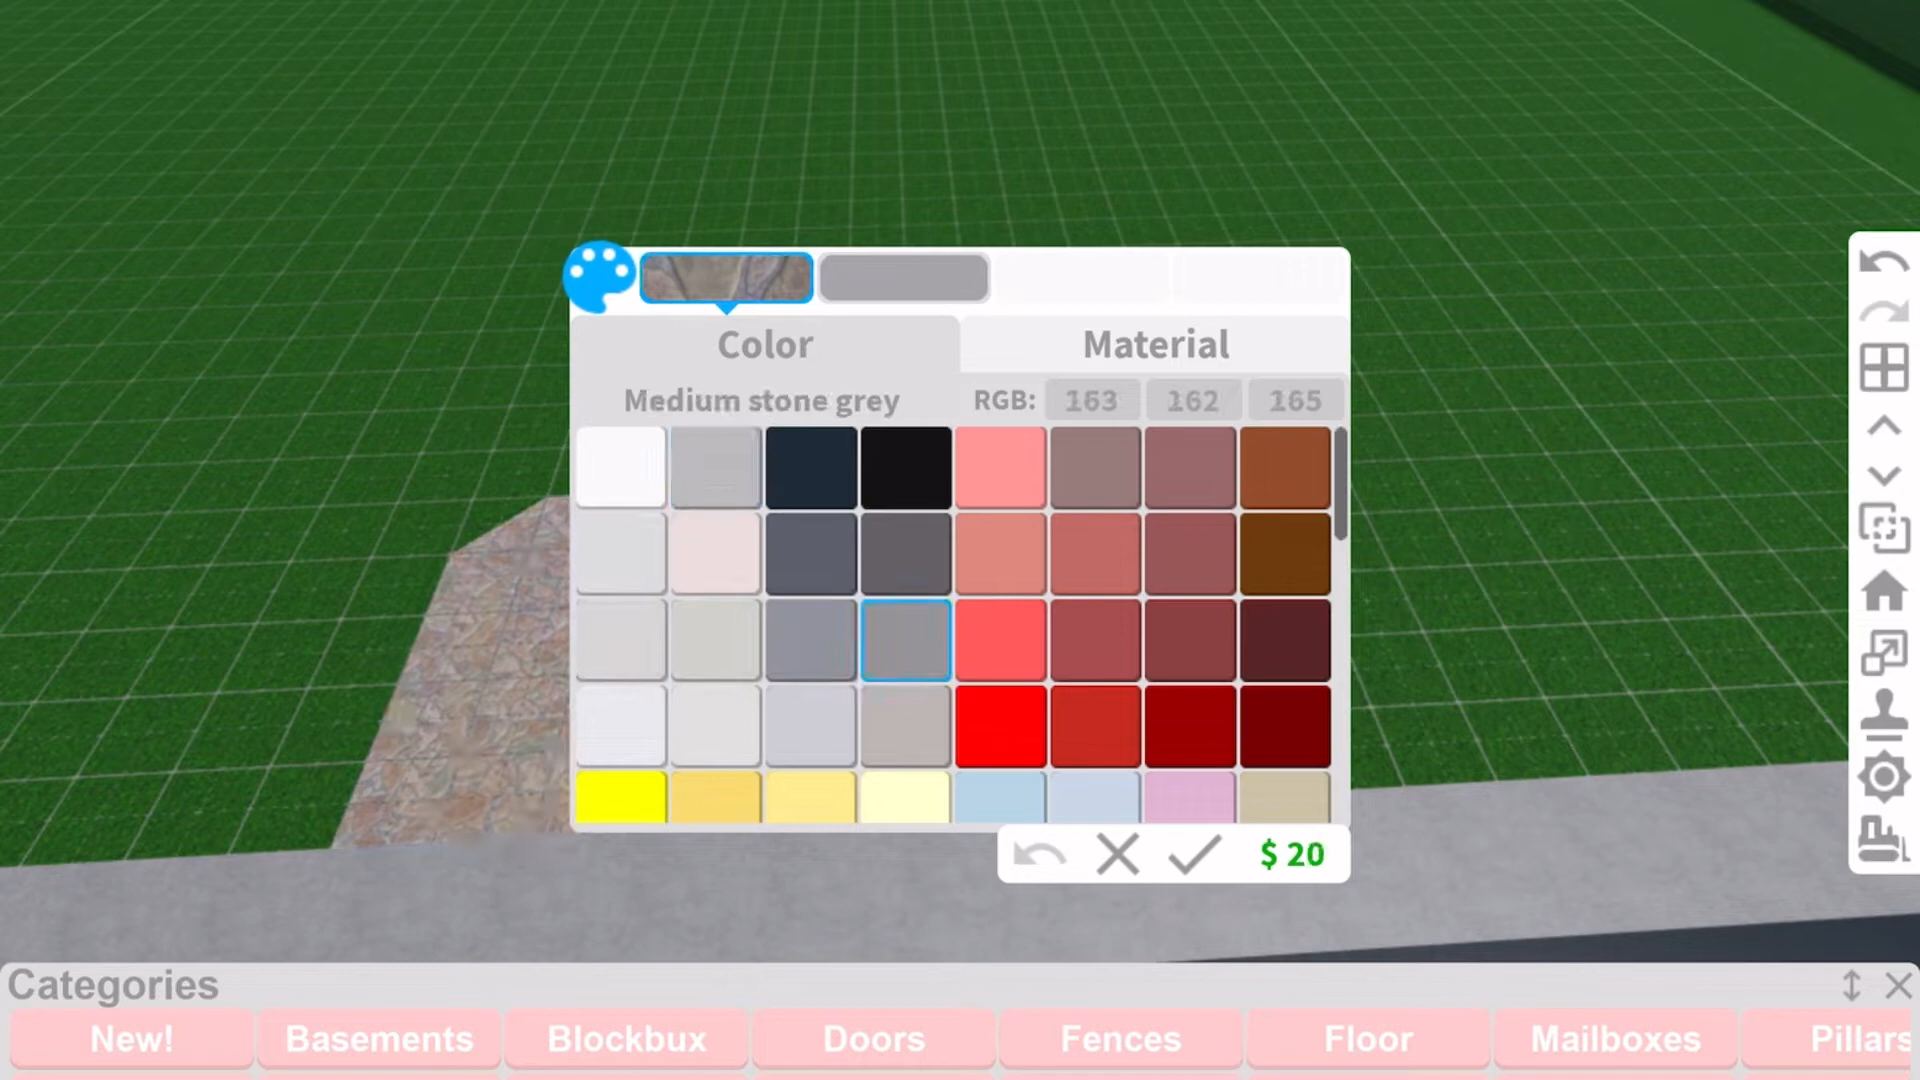 Color
Material
Medium stone grey
RGB: 163 162 165
$ 20
Categories
New!
Basements
Blockbux
Doors
Fences
Floor
Mailboxes
Pillars